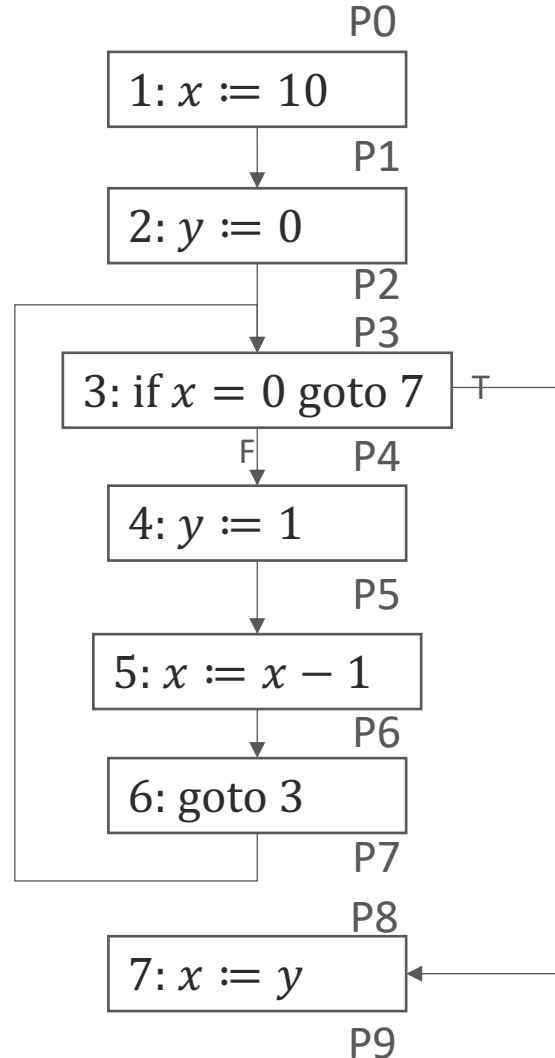 P0
1: x := 10
P1
2: y := 0
P2
P3
3: if x = 0 goto 7
T
F
P4
4: y := 1
P5
5: x := x − 1
P6
6: goto 3
P7
P8
7: x := y
P9